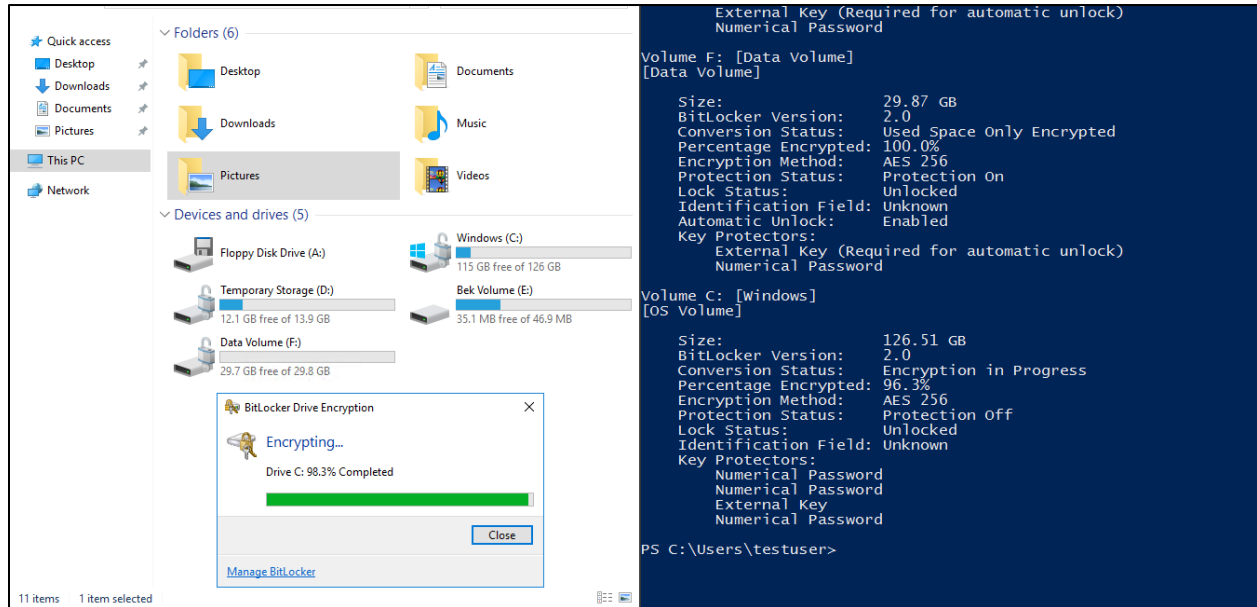 Quick access
Desktop
Downloads
Documents
Pictures
This PC
Network
Folders (6)
Desktop
Documents
Downloads
Music
Pictures
Videos
Devices and drives (5)
Floppy Disk Drive (A:)
Windows (C:)
115 GB free of 126 GB
Temporary Storage (D:)
12.1 GB free of 13.9 GB
Bek Volume (E:)
35.1 MB free of 46.9 MB
Data Volume (F:)
29.7 GB free of 29.8 GB
BitLocker Drive Encryption
Encrypting...
Drive C: 98.3% Completed
Close
Manage BitLocker
11 items 1 item selected
External Key (Required for automatic unlock)
Numerical Password
Volume F: [Data Volume]
[Data Volume]
Size: 29.87 GB
BitLocker Version: 2.0
Conversion Status: Used Space Only Encrypted
Percentage Encrypted: 100.0%
Encryption Method: AES 256
Protection Status: Protection On
Lock Status: Unlocked
Identification Field: Unknown
Automatic Unlock: Enabled
Key Protectors:
External Key (Required for automatic unlock)
Numerical Password
Volume C: [Windows]
[OS Volume]
Size: 126.51 GB
BitLocker Version: 2.0
Conversion Status: Encryption in Progress
Percentage Encrypted: 96.3%
Encryption Method: AES 256
Protection Status: Protection Off
Lock Status: Unlocked
Identification Field: Unknown
Key Protectors:
Numerical Password
Numerical Password
External Key
Numerical Password
PS C:\Users\testuser>